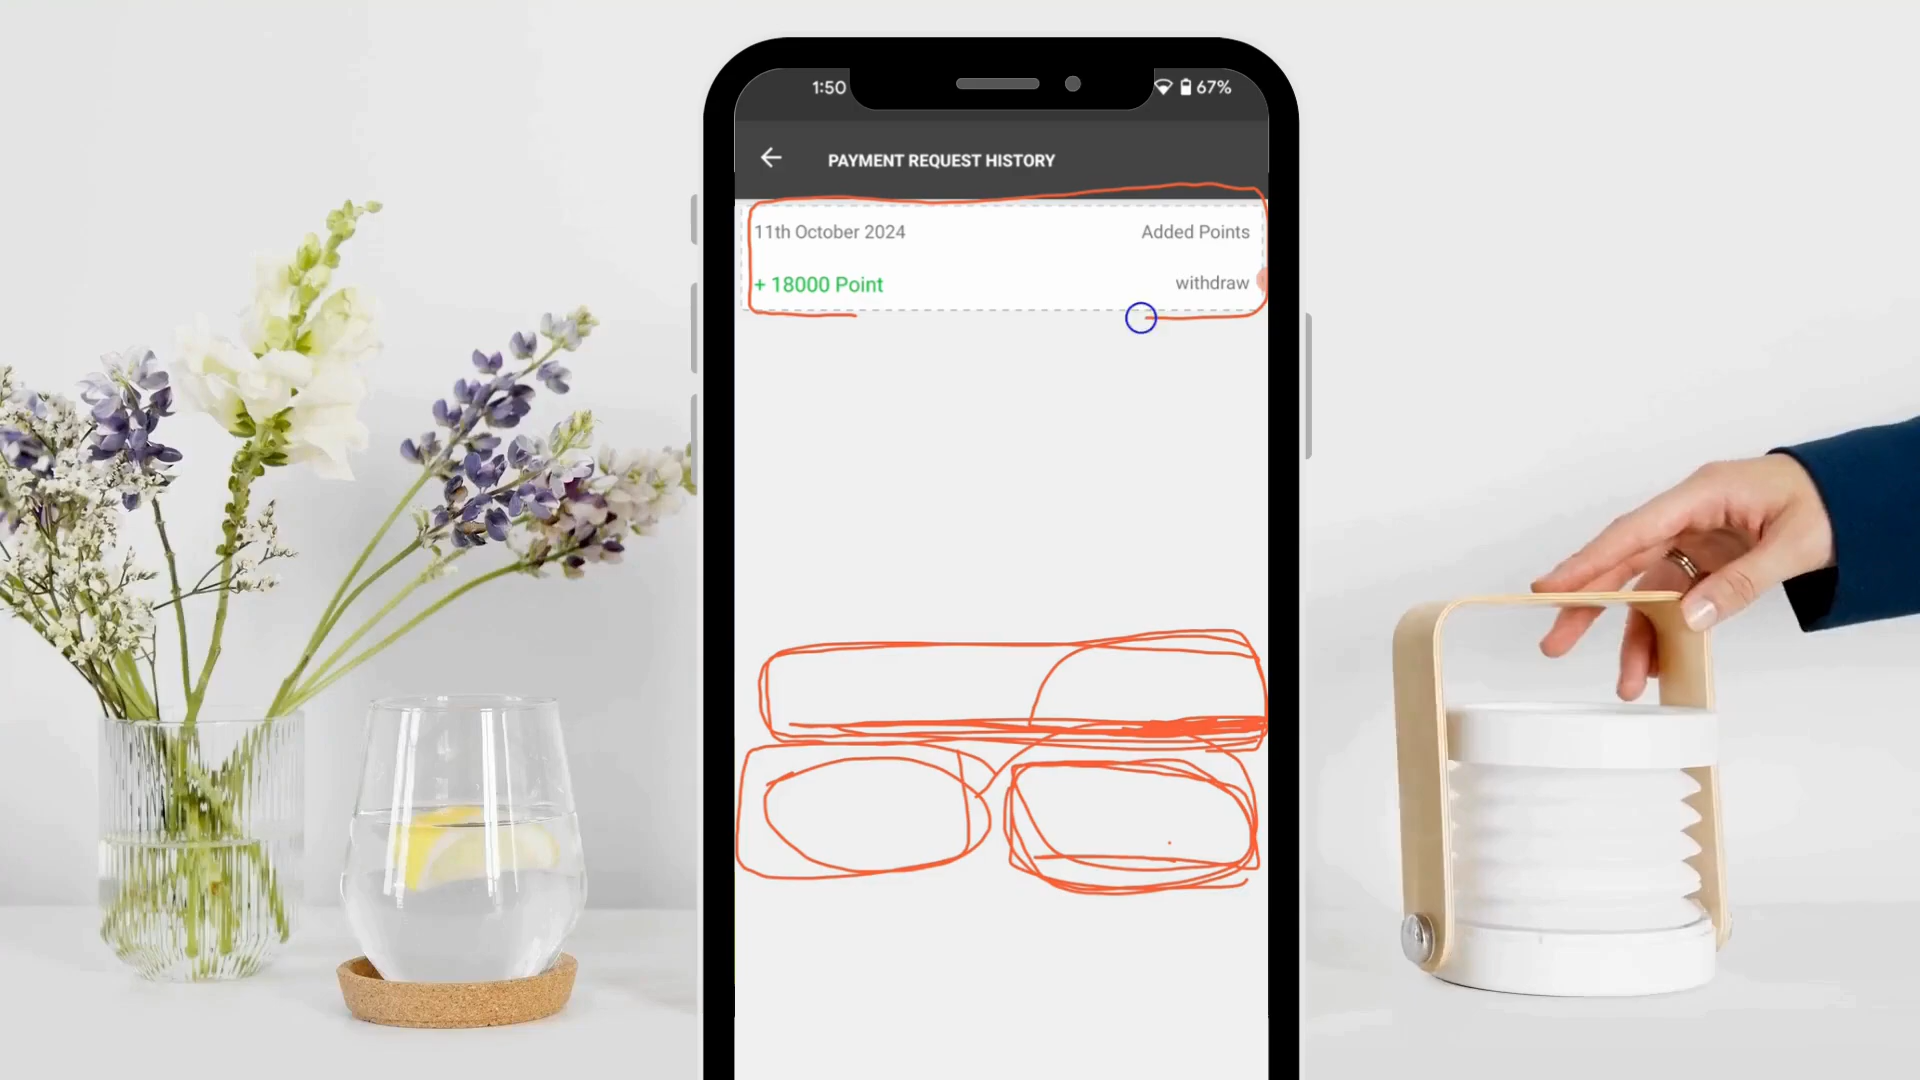 1:50 67%
PAYMENT REQUEST HISTORY
11th October 2024 Added Points
+ 18000 Point withdraw